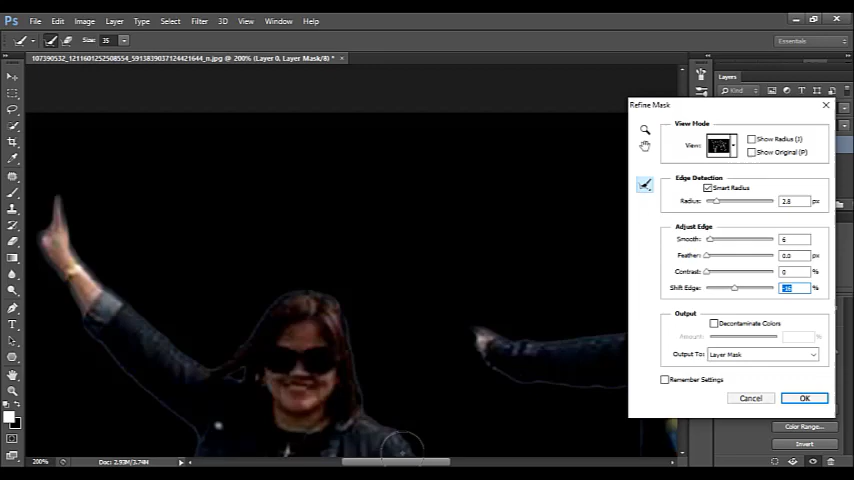 Ps File Edit Image Layer Type Select Filter 3D View Window Help
Size: 35 Essentials
107390532_1211601252508554_5913839037124421644_n.jpg @ 200% (Layer 0, Layer Mask/8) *
Layers
Kind
Refine Mask
View Mode
View:
Show Radius (J)
Show Original (P)
Edge Detection
Smart Radius
Radius: 2.8 px
Adjust Edge
Smooth: 6
Feather: 0.0 px
Contrast: 0 %
Shift Edge: %
Output
Decontaminate Colors
Amount: %
Output To: Layer Mask
Remember Settings
Cancel OK
Color Range...
Invert
200% Doc: 2.93M/3.74M